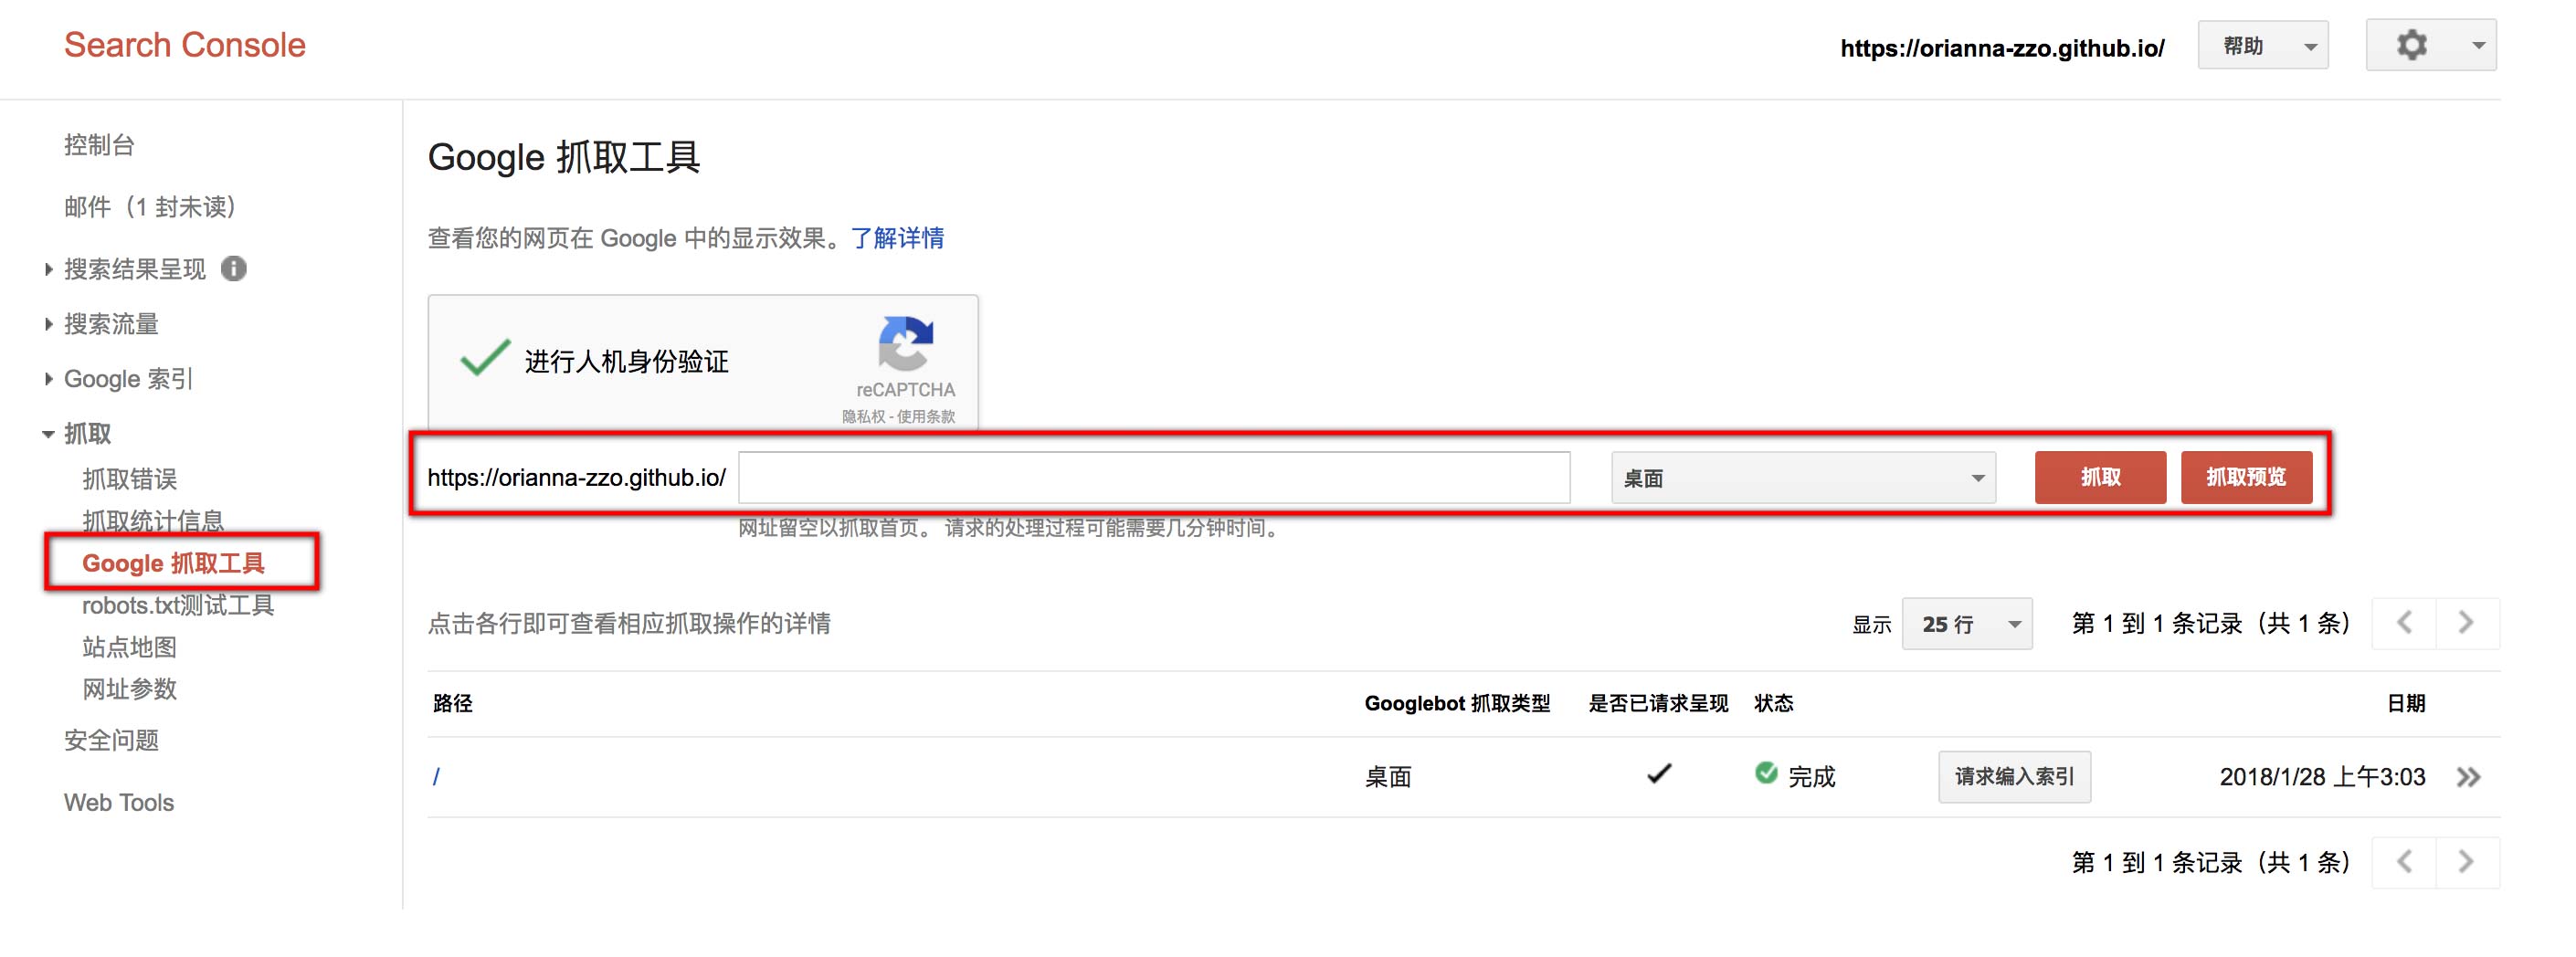 Search Console
https://orianna-zzo.github.io/
帮助
控制台
邮件（1 封未读）
搜索结果呈现
搜索流量
Google 索引
抓取
抓取错误
抓取统计信息
Google 抓取工具
robots.txt测试工具
站点地图
网址参数
安全问题
Web Tools
Google 抓取工具
查看您的网页在 Google 中的显示效果。了解详情
进行人机身份验证
reCAPTCHA
隐私权 - 使用条款
https://orianna-zzo.github.io/ 桌面 抓取 抓取预览
网址留空以抓取首页。 请求的处理过程可能需要几分钟时间。
点击各行即可查看相应抓取操作的详情 显示 25 行 第 1 到 1 条记录（共 1 条）
路径 Googlebot 抓取类型 是否已请求呈现 状态 日期
/ 桌面 完成 请求编入索引 2018/1/28 上午3:03
第 1 到 1 条记录（共 1 条）